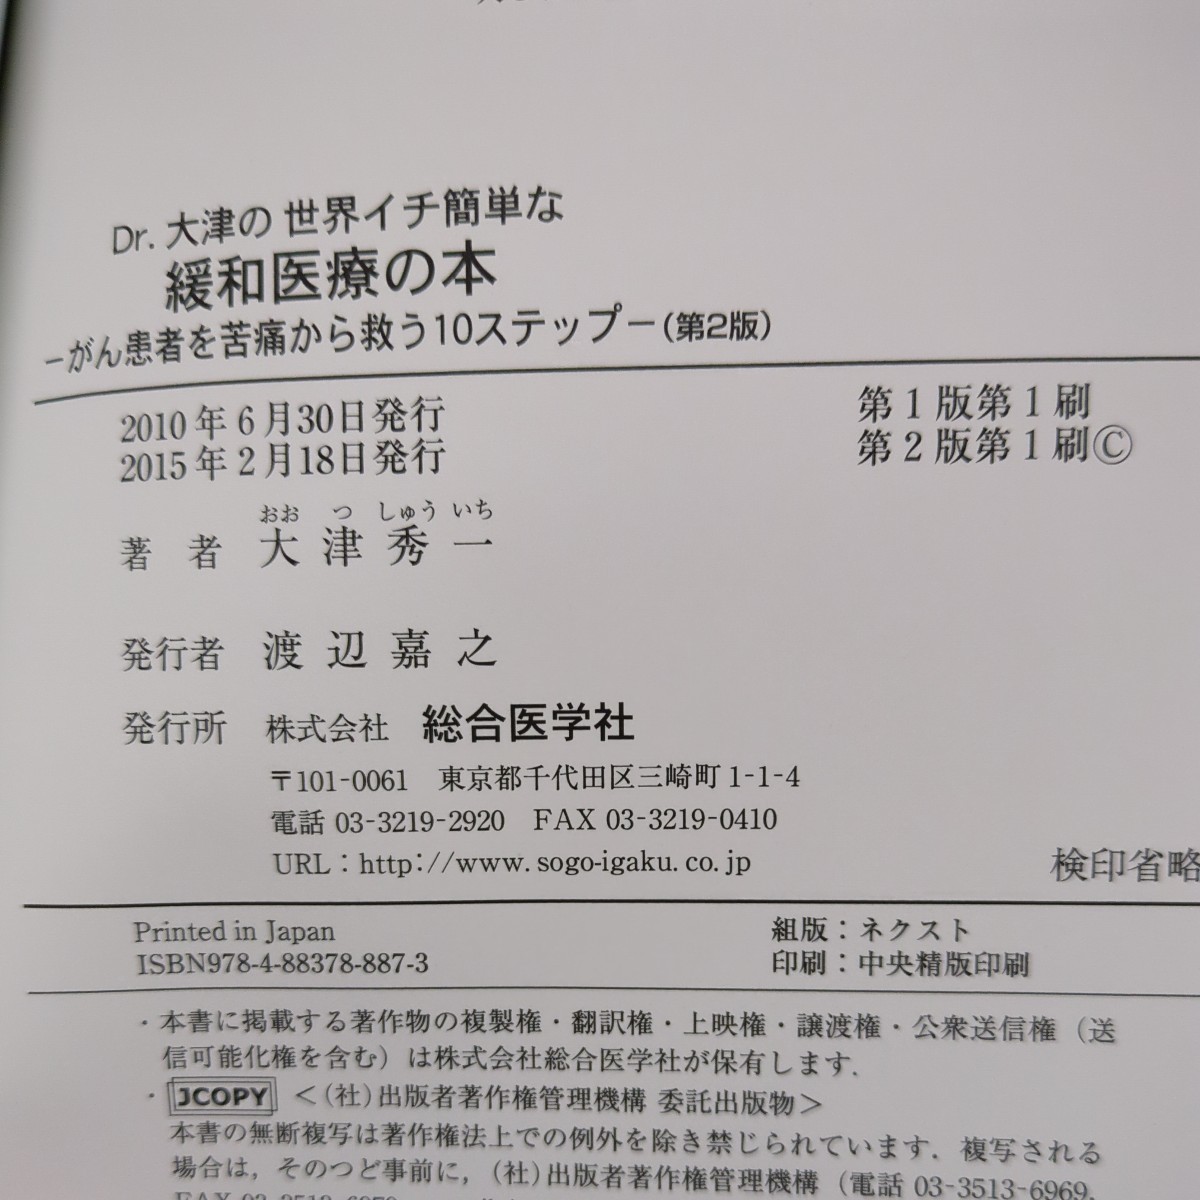 Dr. 大津の 世界イチ簡単な
緩和医療の本
－がん患者を苦痛から救う10ステップ－(第2版)
2010年6月30日発行 第1版第1刷
2015年2月18日発行 第2版第1刷Ⓒ
おお つ しゅう いち
著 者 大津秀一
発行者 渡辺嘉之
発行所 株式会社 総合医学社
〒101-0061 東京都千代田区三崎町1-1-4
電話 03-3219-2920 FAX 03-3219-0410
URL：http://www.sogo-igaku.co.jp
検印省略
Printed in Japan 組版：ネクスト
ISBN978-4-88378-887-3 印刷：中央精版印刷
・本書に掲載する著作物の複製権・翻訳権・上映権・譲渡権・公衆送信権（送
信可能化権を含む）は株式会社総合医学社が保有します.
・JCOPY ＜(社)出版者著作権管理機構 委託出版物＞
本書の無断複写は著作権法上での例外を除き禁じられています. 複写される
場合は, そのつど事前に, (社)出版者著作権管理機構（電話 03-3513-6969,